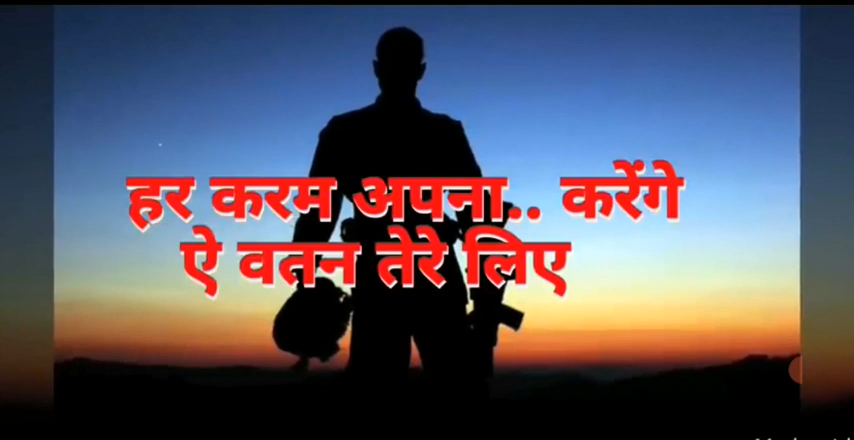 हर करम अपना.. करेंगे
ऐ वतन तेरे लिए